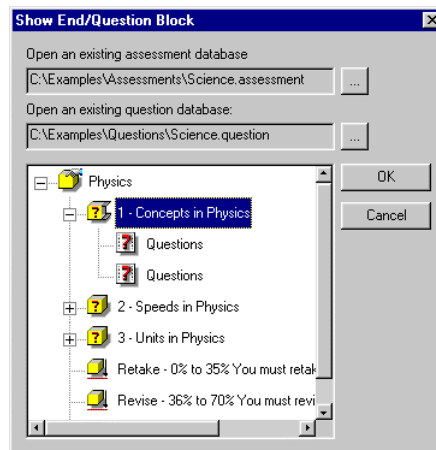 Show End/Question Block
Open an existing assessment database
C:\Examples\Assessments\Science.assessment
...
Open an existing question database:
C:\Examples\Questions\Science.question
...
Physics
OK
1 - Concepts in Physics
Cancel
Questions
Questions
2 - Speeds in Physics
3 - Units in Physics
Retake - 0% to 35% You must retak
Revise - 36% to 70% You must revi